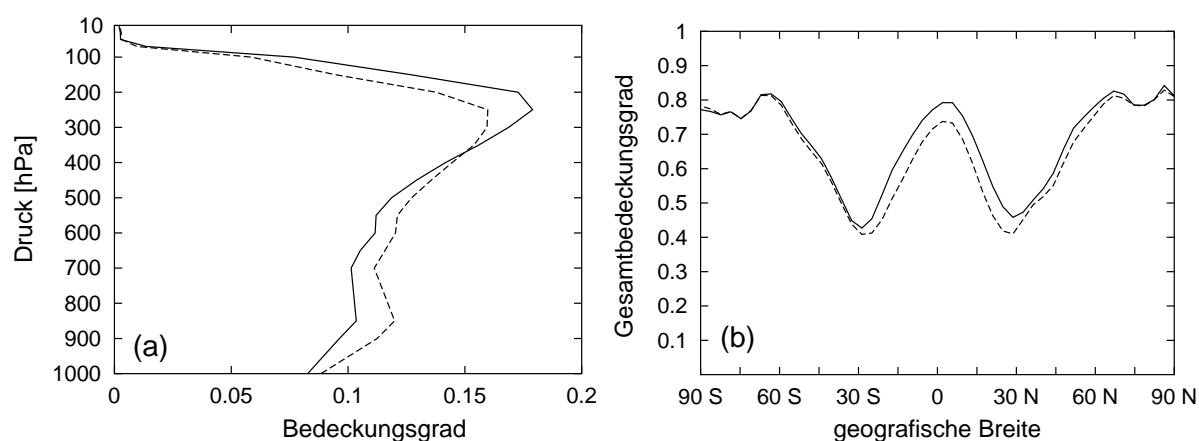 10
100
200
300
400
500
600
700
800
900
1000
Druck [hPa]
(a)
0
0.05
0.1
0.15
0.2
Bedeckungsgrad
1
0.9
0.8
0.7
0.6
0.5
0.4
0.3
0.2
0.1
Gesamtbedeckungsgrad
(b)
90 S
60 S
30 S
0
30 N
60 N
90 N
geografische Breite